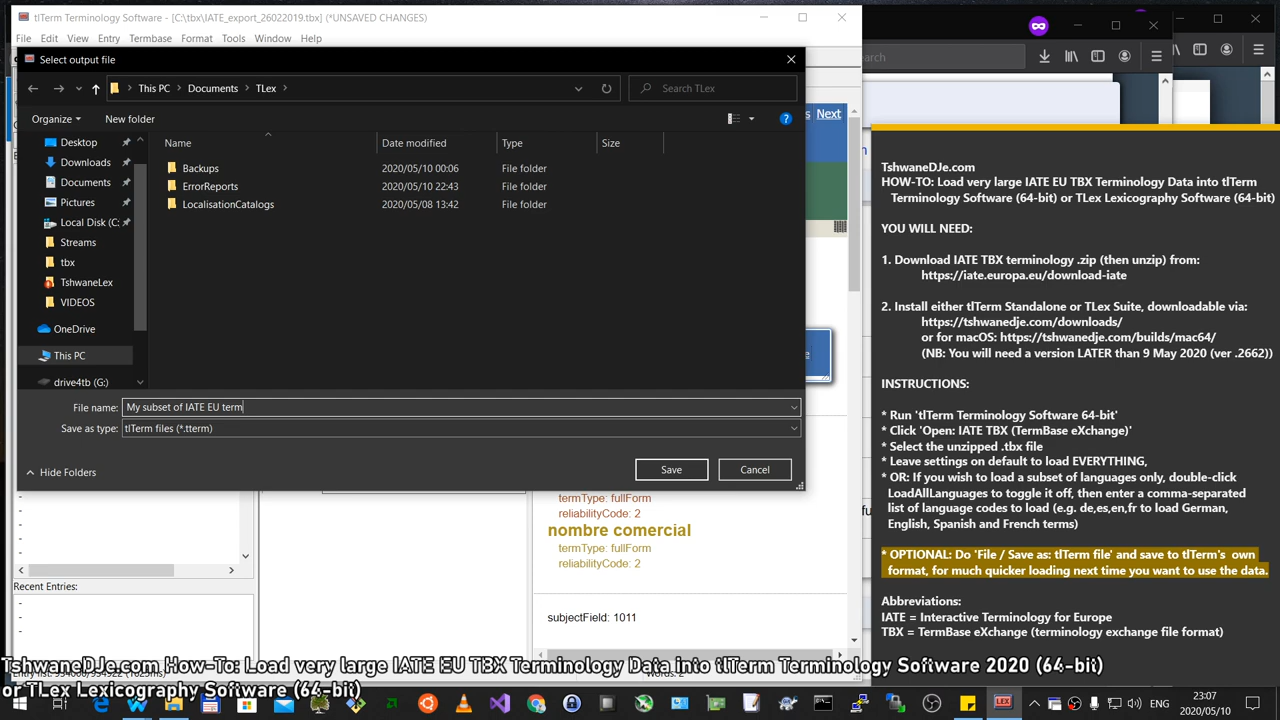 tlTerm Terminology Software - [C:\tbx\IATE_export_26022019.tbx] (*UNSAVED CHANGES)
File Edit View Entry Termbase Format Tools Window Help
Select output file
This PC Documents TLex
Search TLex
Organize New folder
Name Date modified Type Size
Desktop
Downloads
Documents
Pictures
Local Disk (C:
Streams
tbx
TshwaneLex
VIDEOS
OneDrive
This PC
drive4tb (G:)
Backups 2020/05/10 00:06 File folder
ErrorReports 2020/05/10 22:43 File folder
LocalisationCatalogs 2020/05/08 13:42 File folder
File name: My subset of IATE EU term
Save as type: tlTerm files (*.tterm)
Hide Folders
Save Cancel
Next
earch
termType: fullForm
reliabilityCode: 2
nombre comercial
termType: fullForm
reliabilityCode: 2
subjectField: 1011
Recent Entries:
TshwaneDJe.com
HOW-TO: Load very large IATE EU TBX Terminology Data into tlTerm
Terminology Software (64-bit) or TLex Lexicography Software (64-bit)
YOU WILL NEED:
1. Download IATE TBX terminology .zip (then unzip) from:
https://iate.europa.eu/download-iate
2. Install either tlTerm Standalone or TLex Suite, downloadable via:
https://tshwanedje.com/downloads/
or for macOS: https://tshwanedje.com/builds/mac64/
(NB: You will need a version LATER than 9 May 2020 (ver .2662))
INSTRUCTIONS:
* Run 'tlTerm Terminology Software 64-bit'
* Click 'Open: IATE TBX (TermBase eXchange)'
* Select the unzipped .tbx file
* Leave settings on default to load EVERYTHING,
* OR: If you wish to load a subset of languages only, double-click
LoadAllLanguages to toggle it off, then enter a comma-separated
list of language codes to load (e.g. de,es,en,fr to load German,
English, Spanish and French terms)
* OPTIONAL: Do 'File / Save as: tlTerm file' and save to tlTerm's own
format, for much quicker loading next time you want to use the data.
Abbreviations:
IATE = Interactive Terminology for Europe
TBX = TermBase eXchange (terminology exchange file format)
TshwaneDJe.com How-To: Load very large IATE EU TBX Terminology Data into tlTerm Terminology Software 2020 (64-bit)
or TLex Lexicography Software (64-bit)
ENG
23:07
2020/05/10